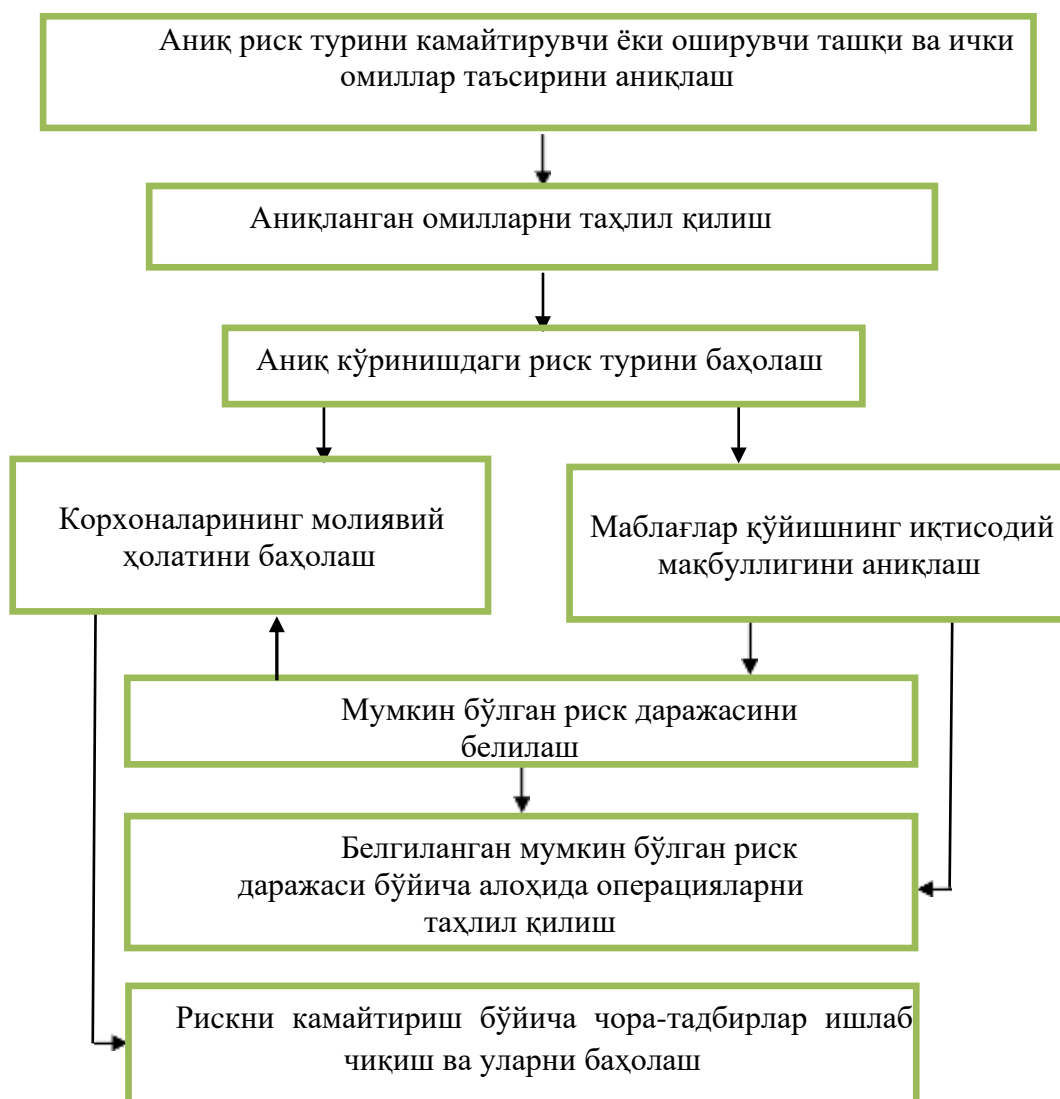 Аниқ риск турини камайтирувчи ёки оширувчи ташқи ва ички
омиллар таъсирини аниқлаш
Аниқланган омилларни таҳлил қилиш
Аниқ кўринишдаги риск турини баҳолаш
Корхоналарининг молиявий
ҳолатини баҳолаш
Маблағлар қўйишнинг иқтисодий
мақбуллигини аниқлаш
Мумкин бўлган риск даражасини
белилаш
Белгиланган мумкин бўлган риск
даражаси бўйича алоҳида операцияларни
таҳлил қилиш
Рискни камайтириш бўйича чора-тадбирлар ишлаб
чиқиш ва уларни баҳолаш